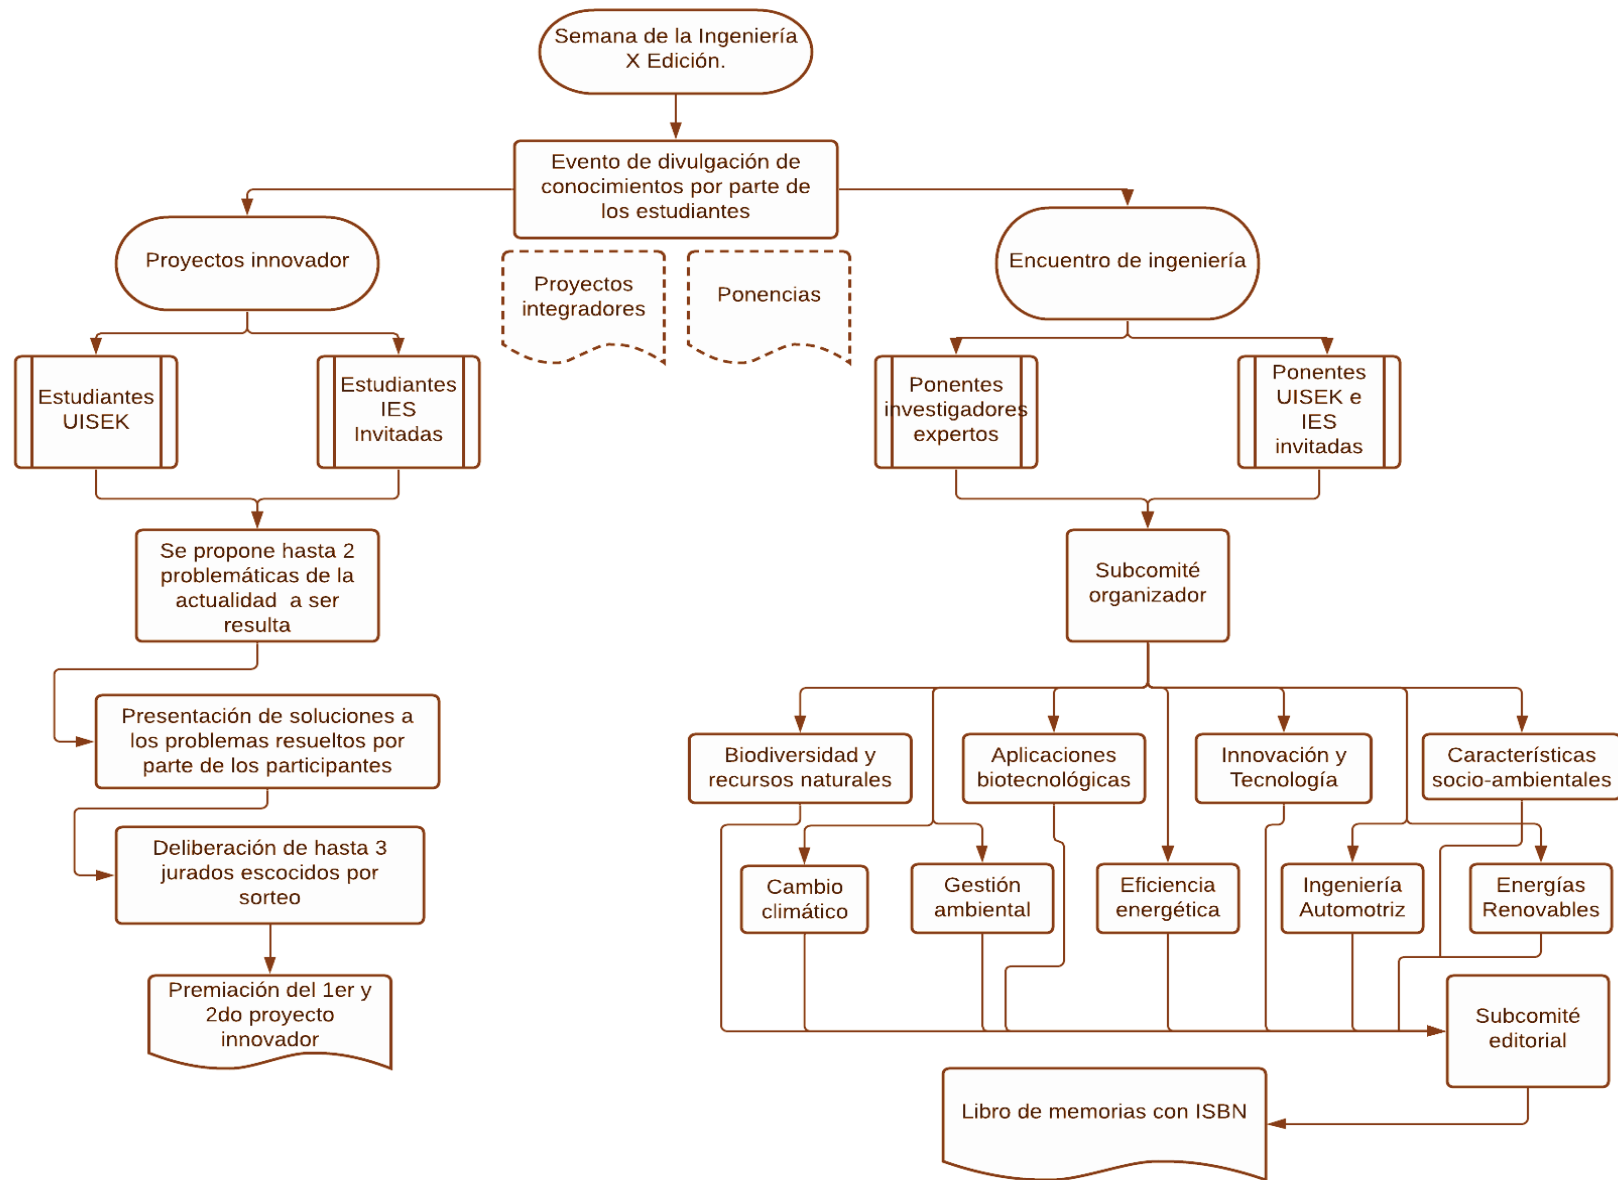 Semana de la Ingeniería
X Edición.
Evento de divulgación de
conocimientos por parte de
los estudiantes
Proyectos innovador
Proyectos
integradores
Ponencias
Encuentro de ingeniería
Estudiantes
UISEK
Estudiantes
IES
Invitadas
Ponentes
investigadores
expertos
Ponentes
UISEK e
IES
invitadas
Se propone hasta 2
problemáticas de la
actualidad a ser
resulta
Subcomité
organizador
Presentación de soluciones a
los problemas resueltos por
parte de los participantes
Biodiversidad y
recursos naturales
Aplicaciones
biotecnológicas
Innovación y
Tecnología
Características
socio-ambientales
Deliberación de hasta 3
jurados escocidos por
sorteo
Cambio
climático
Gestión
ambiental
Eficiencia
energética
Ingeniería
Automotriz
Energías
Renovables
Premiación del 1er y
2do proyecto
innovador
Subcomité
editorial
Libro de memorias con ISBN